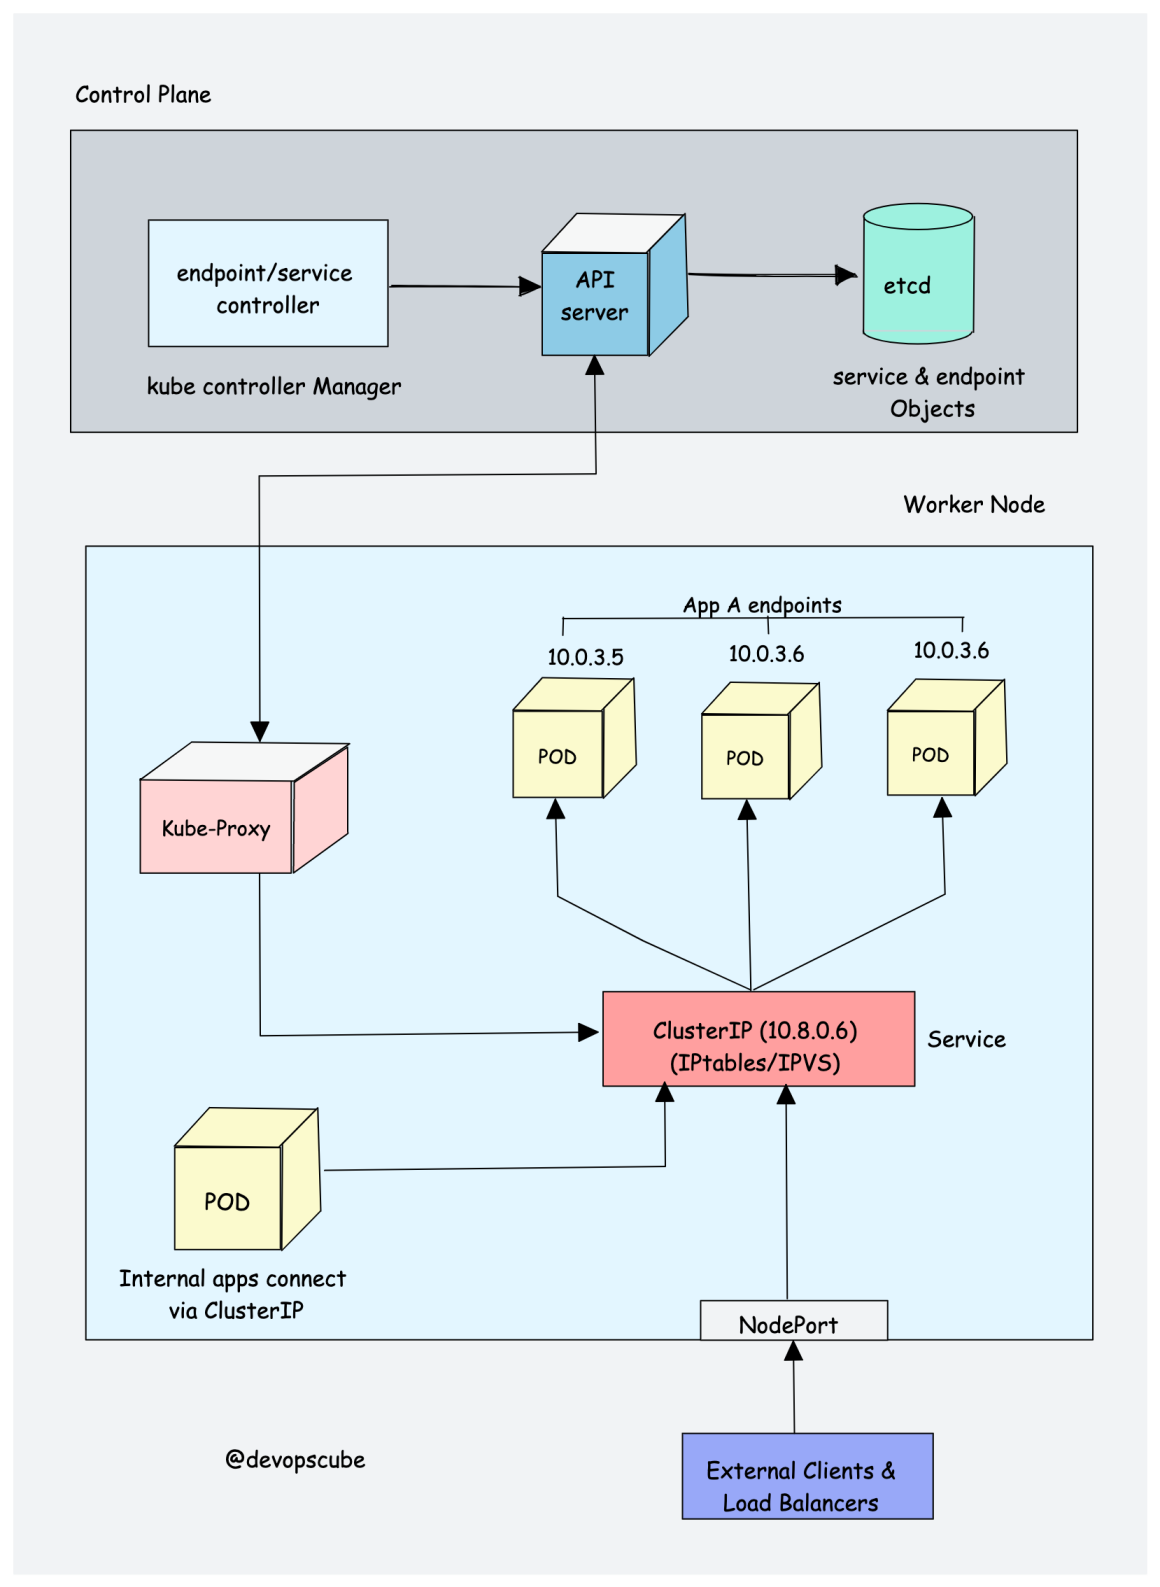 Control Plane
endpoint/service
controller
API
server
etcd
kube controller Manager
service & endpoint
Objects
Worker Node
App A endpoints
10.0.3.5
10.0.3.6
10.0.3.6
POD
POD
POD
Kube-Proxy
ClusterIP (10.8.0.6)
(IPtables/IPVS)
Service
POD
Internal apps connect
via ClusterIP
NodePort
@devopscube
External Clients &
Load Balancers